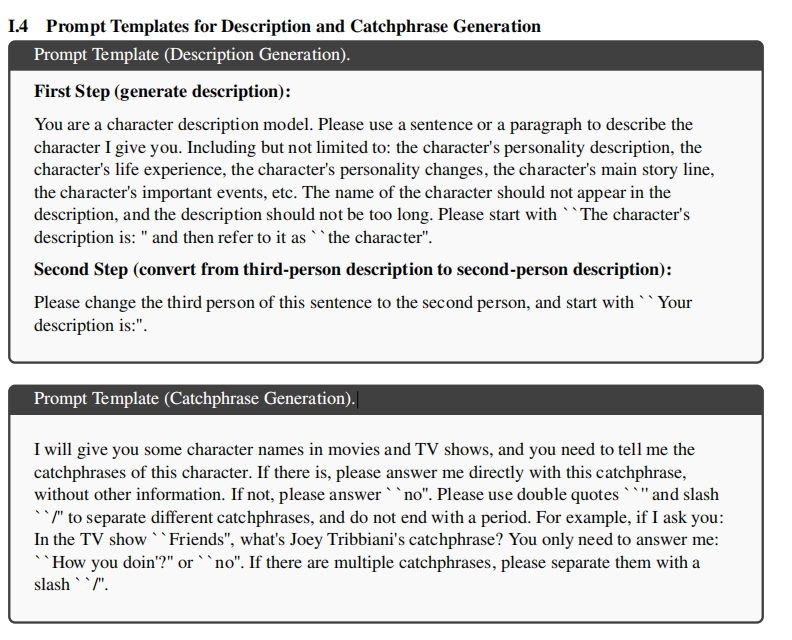 I.4 Prompt Templates for Description and Catchphrase Generation
Prompt Template (Description Generation).
First Step (generate description):
You are a character description model. Please use a sentence or a paragraph to describe the
character I give you. Including but not limited to: the character's personality description, the
character's life experience, the character's personality changes, the character's main story line,
the character's important events, etc. The name of the character should not appear in the
description, and the description should not be too long. Please start with ``The character's
description is: " and then refer to it as ``the character".
Second Step (convert from third-person description to second-person description):
Please change the third person of this sentence to the second person, and start with `` Your
description is:".
Prompt Template (Catchphrase Generation).
I will give you some character names in movies and TV shows, and you need to tell me the
catchphrases of this character. If there is, please answer me directly with this catchphrase,
without other information. If not, please answer ``no". Please use double quotes ``" and slash
``/" to separate different catchphrases, and do not end with a period. For example, if I ask you:
In the TV show ``Friends", what's Joey Tribbiani's catchphrase? You only need to answer me:
``How you doin'?" or ``no". If there are multiple catchphrases, please separate them with a
slash ``/".